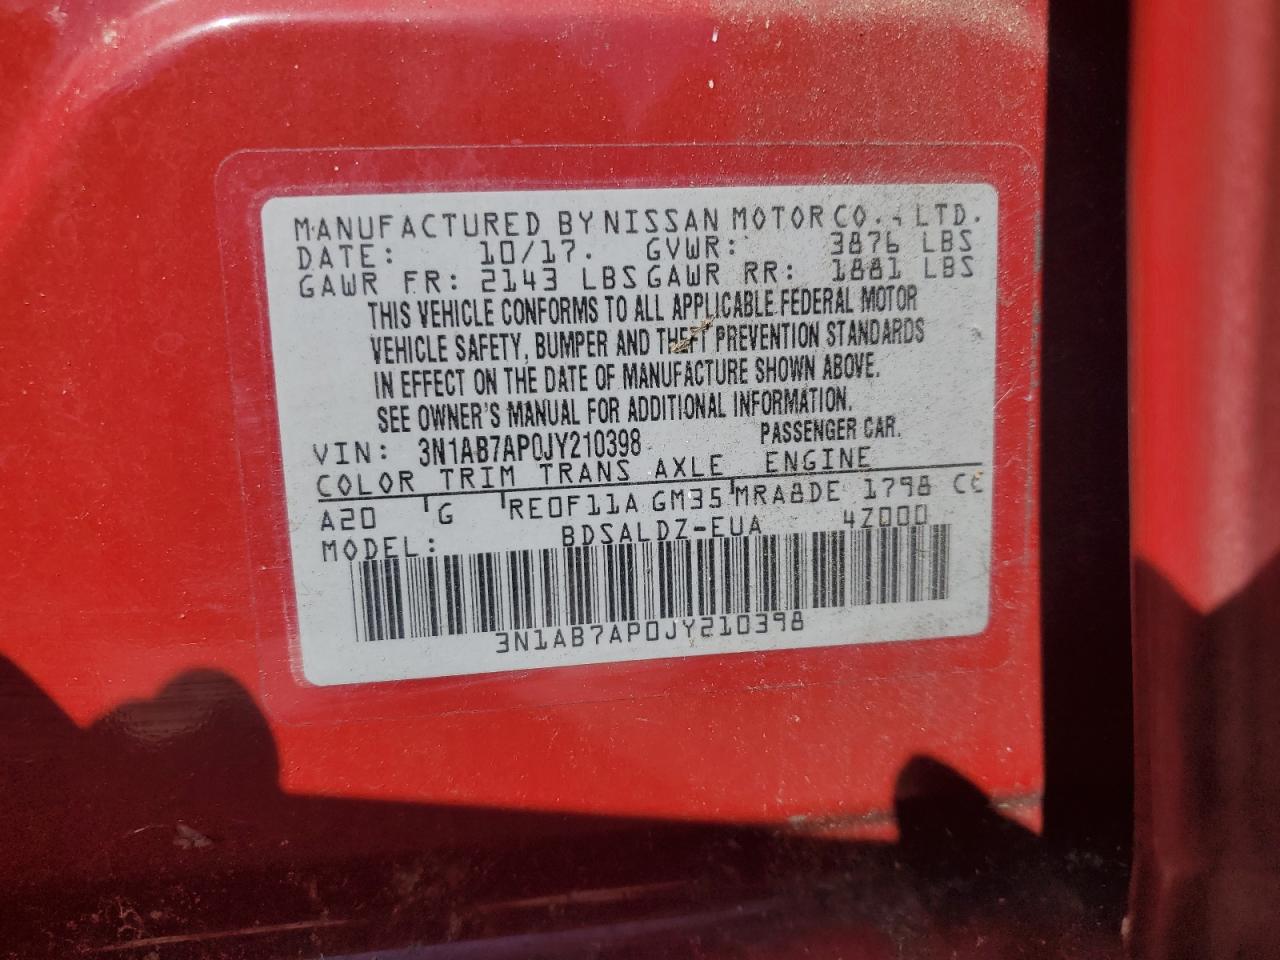 MANUFACTURED BY NISSAN MOTOR CO., LTD.
DATE: 10/17. GVWR: 3876 LBS
GAWR FR: 2143 LBS GAWR RR: 1881 LBS
THIS VEHICLE CONFORMS TO ALL APPLICABLE FEDERAL MOTOR
VEHICLE SAFETY, BUMPER AND THEFT PREVENTION STANDARDS
IN EFFECT ON THE DATE OF MANUFACTURE SHOWN ABOVE.
SEE OWNER'S MANUAL FOR ADDITIONAL INFORMATION.
VIN: 3N1AB7AP0JY210398 PASSENGER CAR.
COLOR TRIM TRANS AXLE ENGINE
A20 G RE0F11A GM35 MRA8DE 1798 CC
MODEL: BDSALDZ-EUA 4Z000
3N1AB7AP0JY210398